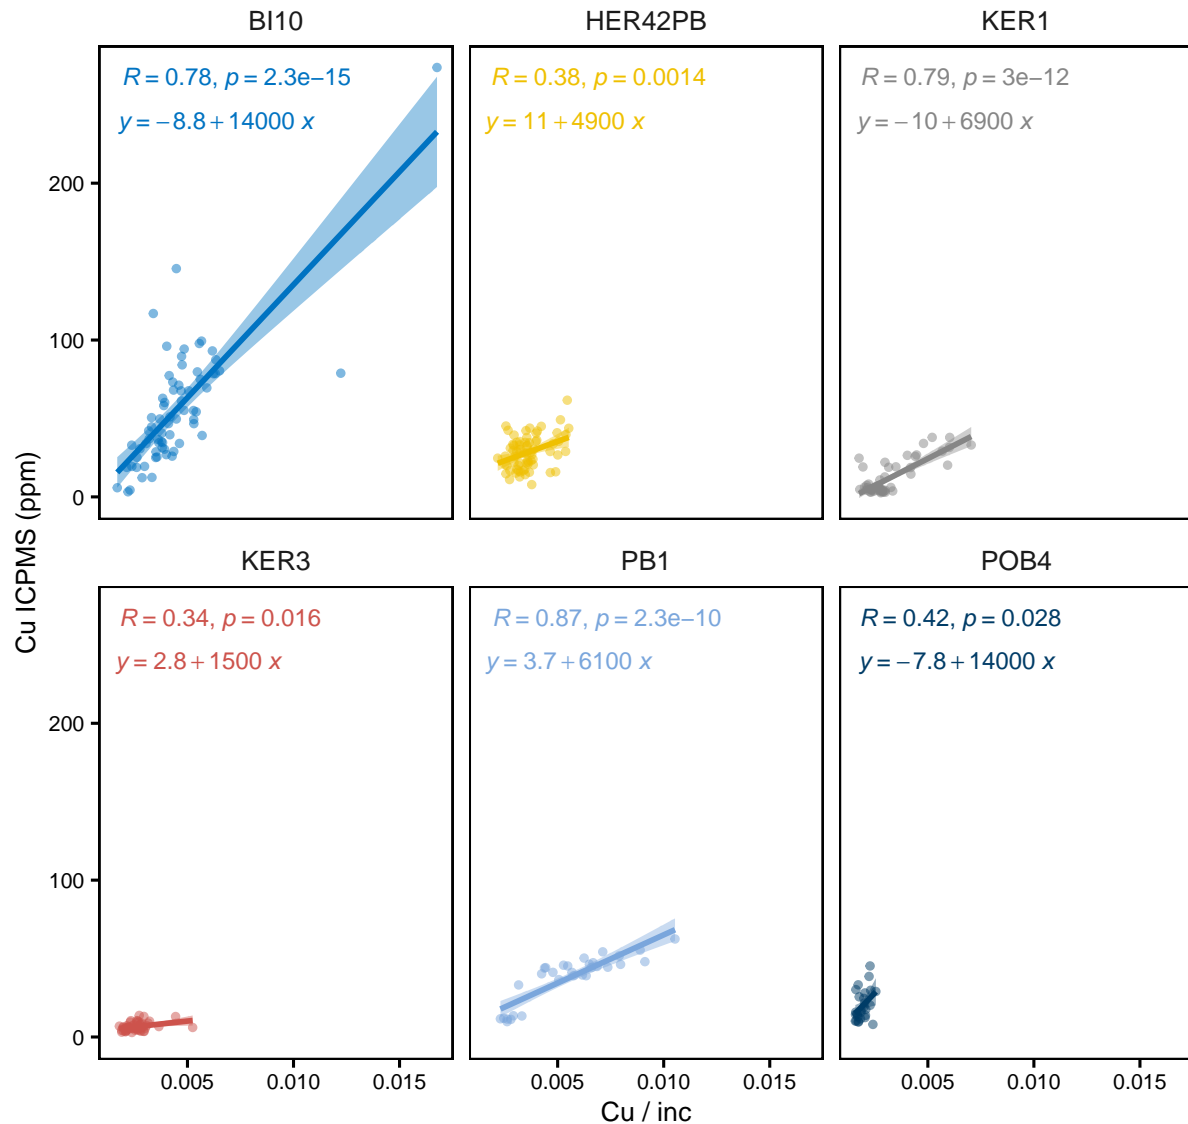 BI10
HER42PB
KER1
R = 0.78, p = 2.3e−15
y = −8.8 + 14000 x
R = 0.38, p = 0.0014
y = 11 + 4900 x
R = 0.79, p = 3e−12
y = −10 + 6900 x
200
100
0
Cu ICPMS (ppm)
KER3
PB1
POB4
R = 0.34, p = 0.016
y = 2.8 + 1500 x
R = 0.87, p = 2.3e−10
y = 3.7 + 6100 x
R = 0.42, p = 0.028
y = −7.8 + 14000 x
200
100
0
0.005 0.010 0.015
0.005 0.010 0.015
0.005 0.010 0.015
Cu / inc